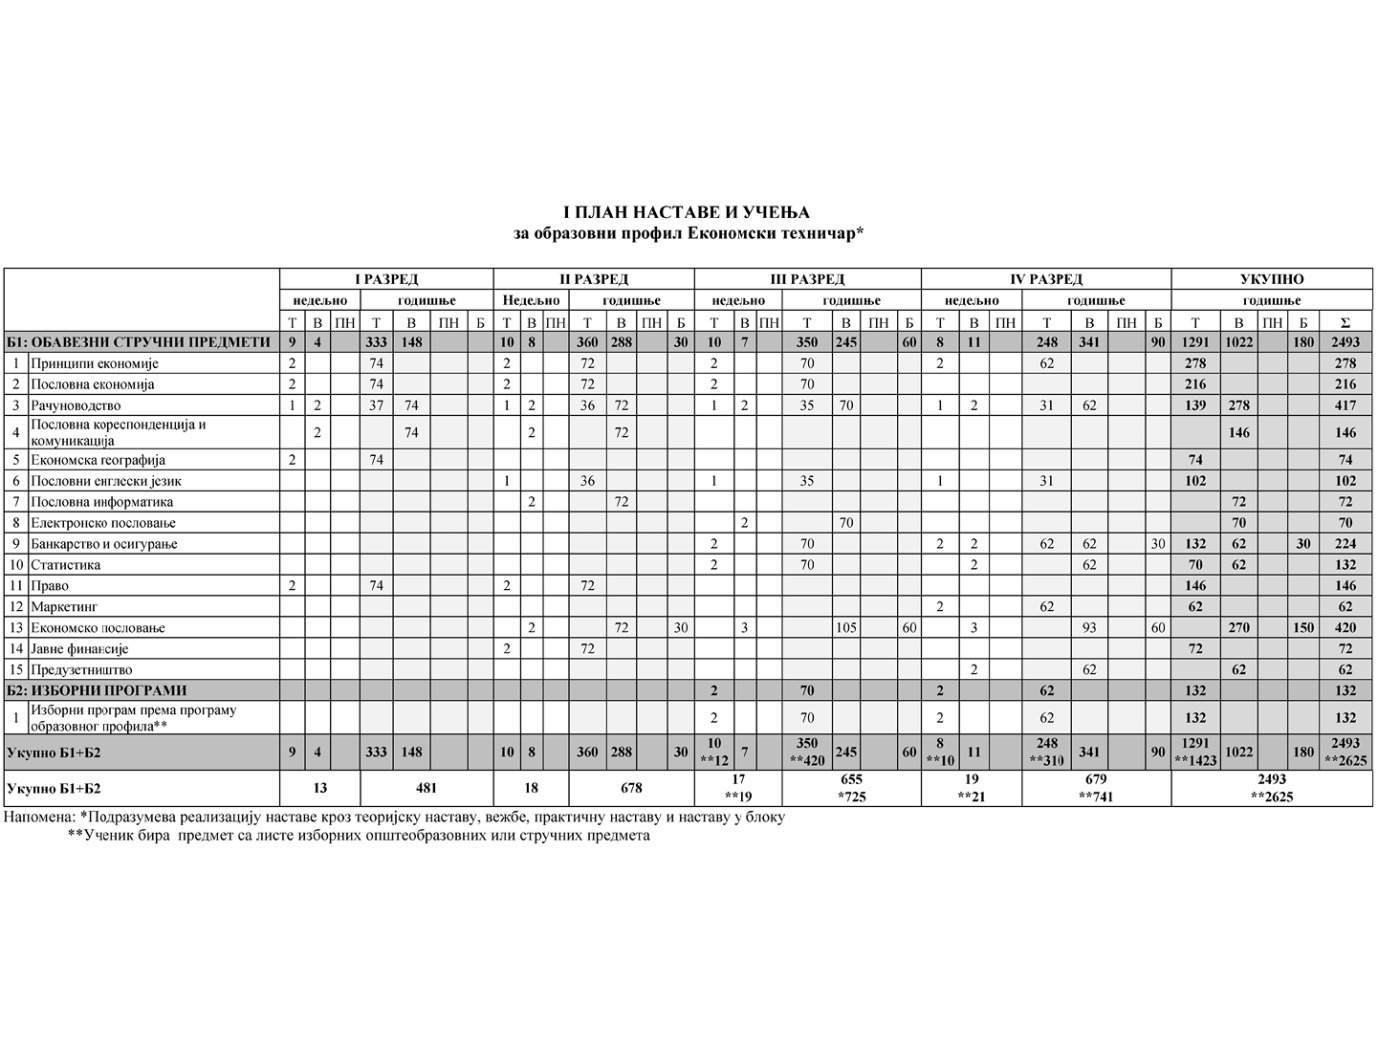 I ПЛАН НАСТАВЕ И УЧЕЊА
за образовни профил Економски техничар*
I РАЗРЕД II РАЗРЕД III РАЗРЕД IV РАЗРЕД УКУПНО
недељно годишње Недељно годишње недељно годишње недељно годишње годишње
Т В ПН Т В ПН Б Т В ПН Т В ПН Б Т В ПН Т В ПН Б Т В ПН Т В ПН Б Т В ПН Б Σ
Б1: ОБАВЕЗНИ СТРУЧНИ ПРЕДМЕТИ 9 4 333 148 10 8 360 288 30 10 7 350 245 60 8 11 248 341 90 1291 1022 180 2493
1 Принципи економије 2 74 2 72 2 70 2 62 278 278
2 Пословна економија 2 74 2 72 2 70 216 216
3 Рачуноводство 1 2 37 74 1 2 36 72 1 2 35 70 1 2 31 62 139 278 417
4 Пословна кореспонденција и
комуникација 2 74 2 72 146 146
5 Економска географија 2 74 74 74
6 Пословни енглески језик 1 36 1 35 1 31 102 102
7 Пословна информатика 2 72 72 72
8 Електронско пословање 2 70 70 70
9 Банкарство и осигурање 2 70 2 2 62 62 30 132 62 30 224
10 Статистика 2 70 2 62 70 62 132
11 Право 2 74 2 72 146 146
12 Маркетинг 2 62 62 62
13 Економско пословање 2 72 30 3 105 60 3 93 60 270 150 420
14 Јавне финансије 2 72 72 72
15 Предузетништво 2 62 62 62
Б2: ИЗБОРНИ ПРОГРАМИ 2 70 2 62 132 132
1 Изборни програм према програму
образовног профила** 2 70 2 62 132 132
Укупно Б1+Б2 9 4 333 148 10 8 360 288 30 10 7 350 245 60 8 11 248 341 90 1291 1022 180 2493
**12 **420 **10 **310 **1423 **2625
Укупно Б1+Б2 13 481 18 678 17 655 19 679 2493
**19 *725 **21 **741 **2625
Напомена: *Подразумева реализацију наставе кроз теоријску наставу, вежбе, практичну наставу и наставу у блоку
**Ученик бира предмет са листе изборних општеобразовних или стручних предмета